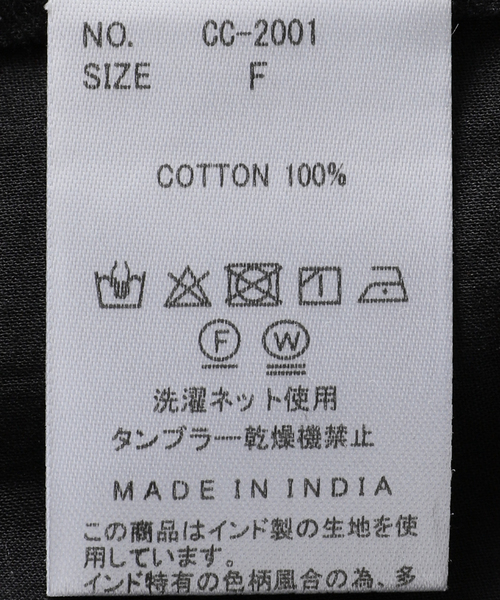 NO. CC-2001
SIZE F
COTTON 100%
F W
洗濯ネット使用
タンブラー乾燥機禁止
MADE IN INDIA
この商品はインド製の生地を使
用しています。
インド特有の色柄風合の為、多